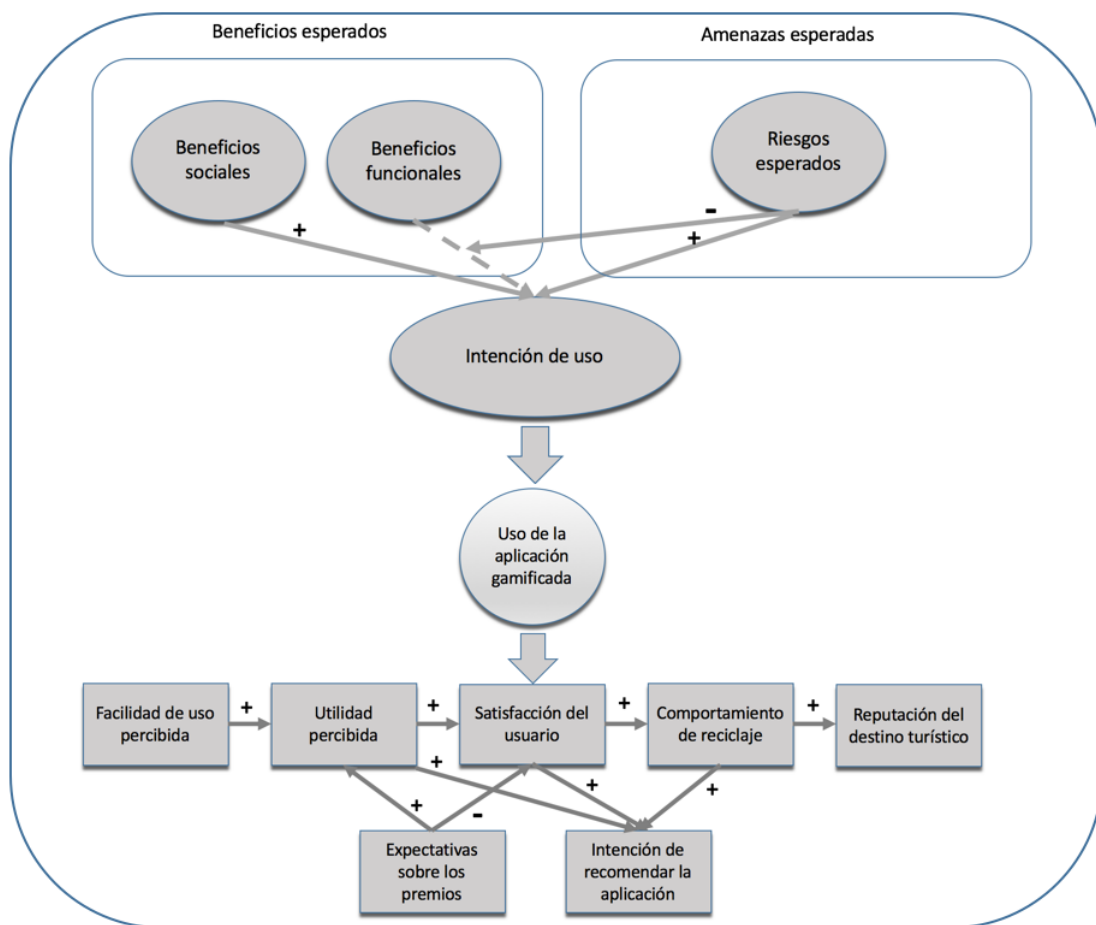 Beneficios esperados
Amenazas esperadas
Beneficios
sociales
Beneficios
funcionales
Riesgos
esperados
-
+
+
Intención de uso
Uso de la
aplicación
gamificada
Facilidad de uso
percibida
+
Utilidad
percibida
+
Satisfacción del
usuario
+
Comportamiento
de reciclaje
+
Reputación del
destino turístico
+
+
+
+
-
Expectativas
sobre los
premios
Intención de
recomendar la
aplicación